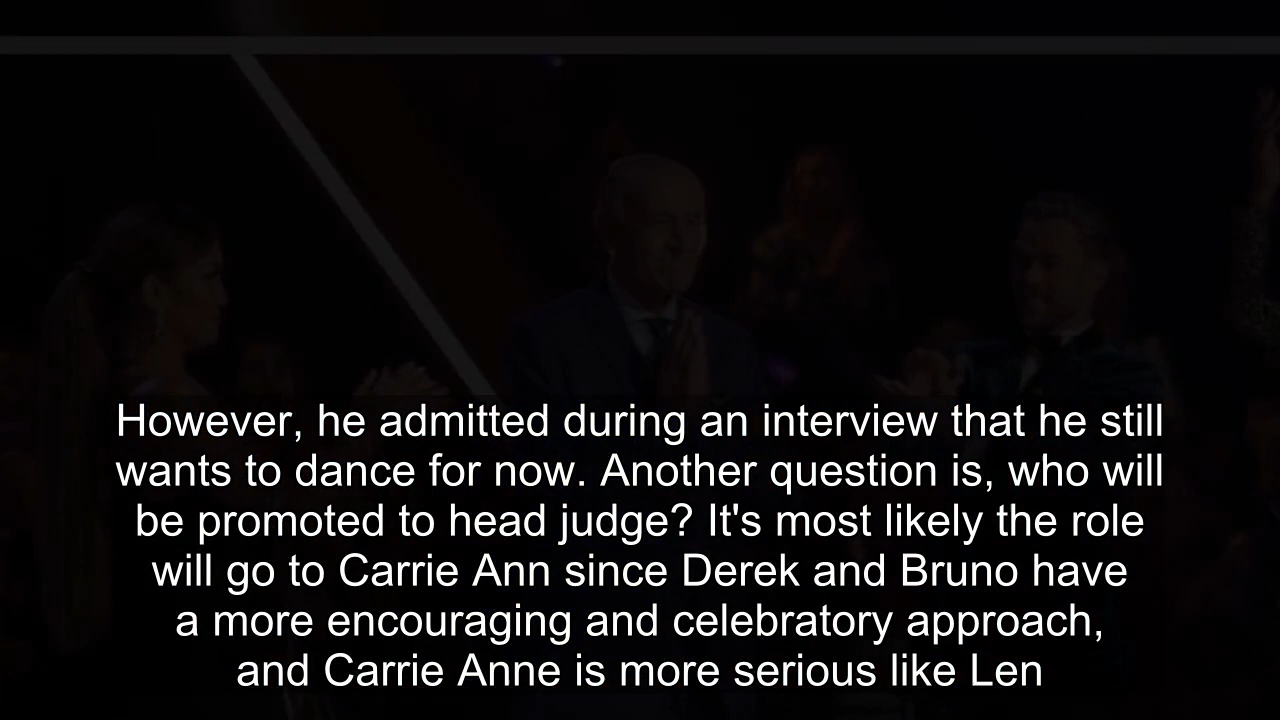 However, he admitted during an interview that he still
wants to dance for now. Another question is, who will
be promoted to head judge? It's most likely the role
will go to Carrie Ann since Derek and Bruno have
a more encouraging and celebratory approach,
and Carrie Anne is more serious like Len